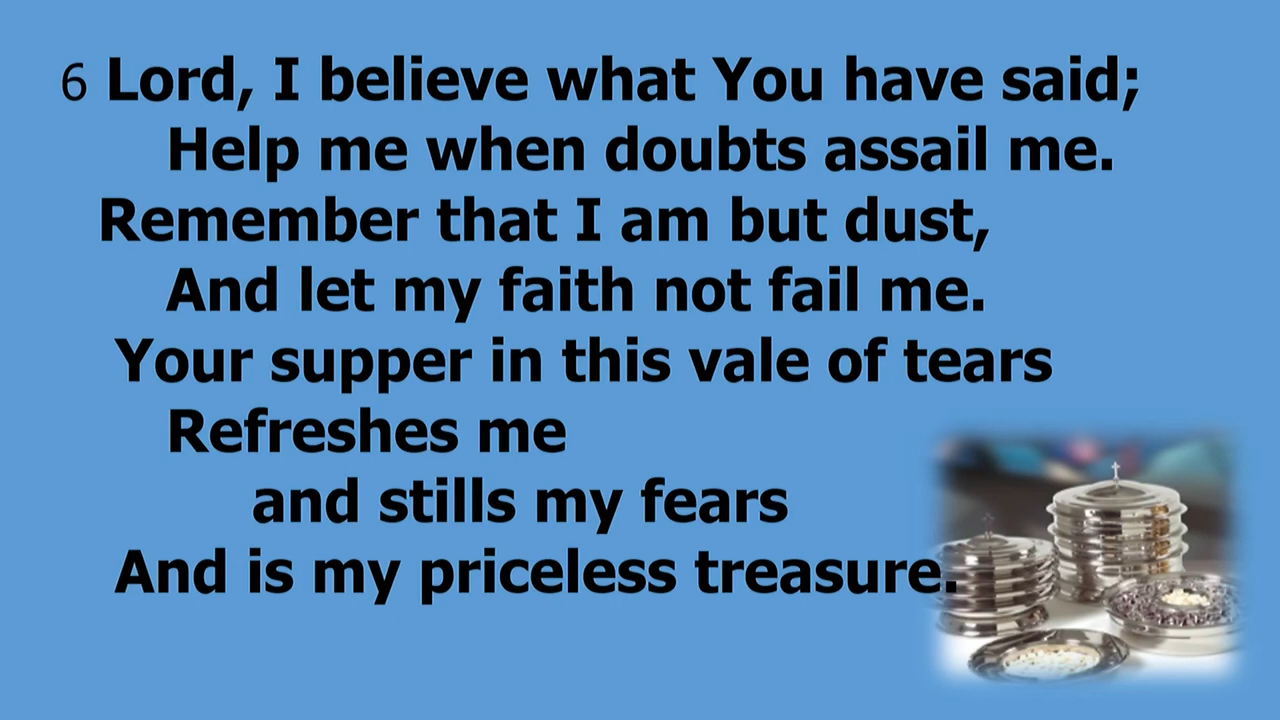 6 Lord, I believe what You have said;
Help me when doubts assail me.
Remember that I am but dust,
And let my faith not fail me.
Your supper in this vale of tears
Refreshes me
and stills my fears
And is my priceless treasure.